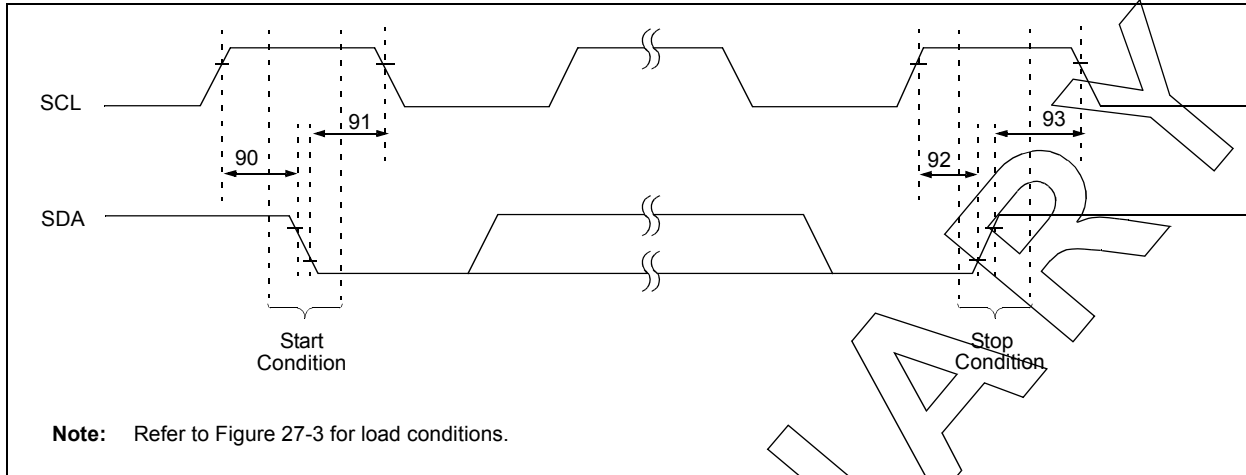 SCL
91
93
90
92
SDA
Start
Condition
Stop
Condition
Note: Refer to Figure 27-3 for load conditions.
ARY